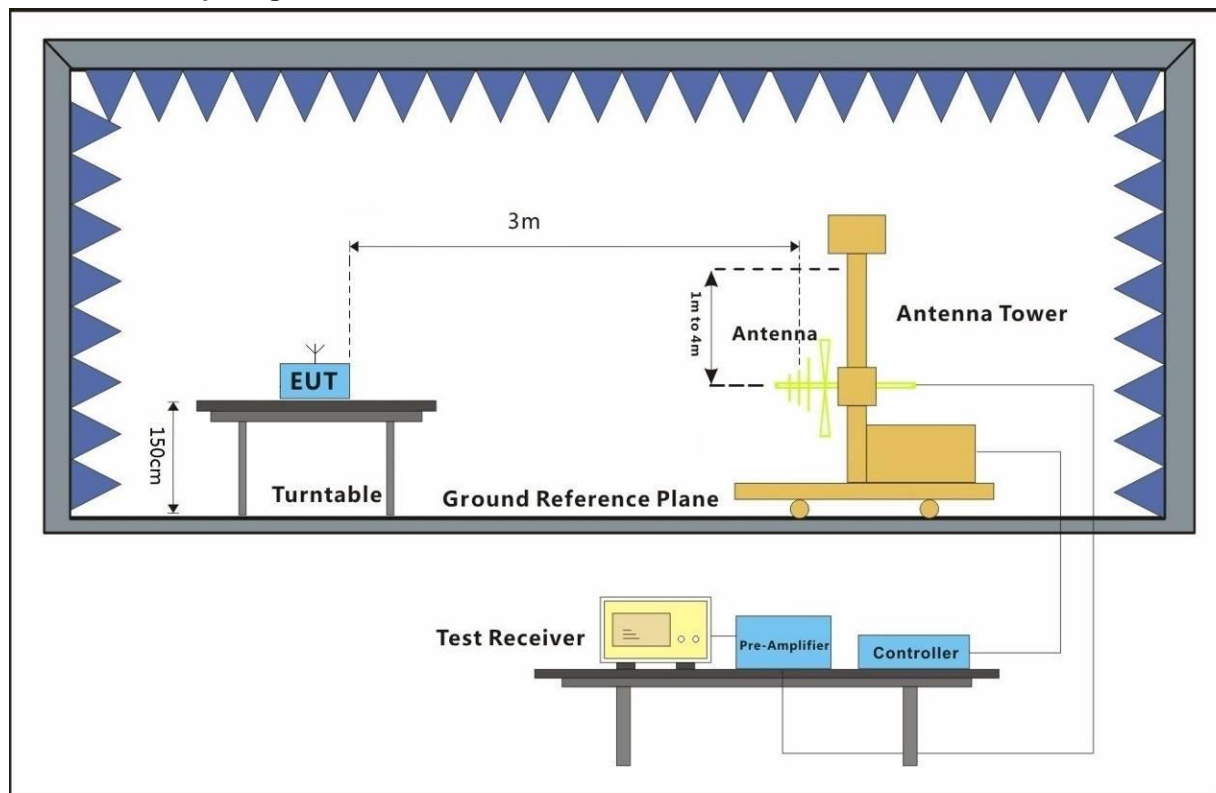 3m
1m to 4m
Antenna
Antenna Tower
EUT
150cm
Turntable
Ground Reference Plane
Test Receiver
Pre-Amplifier
Controller